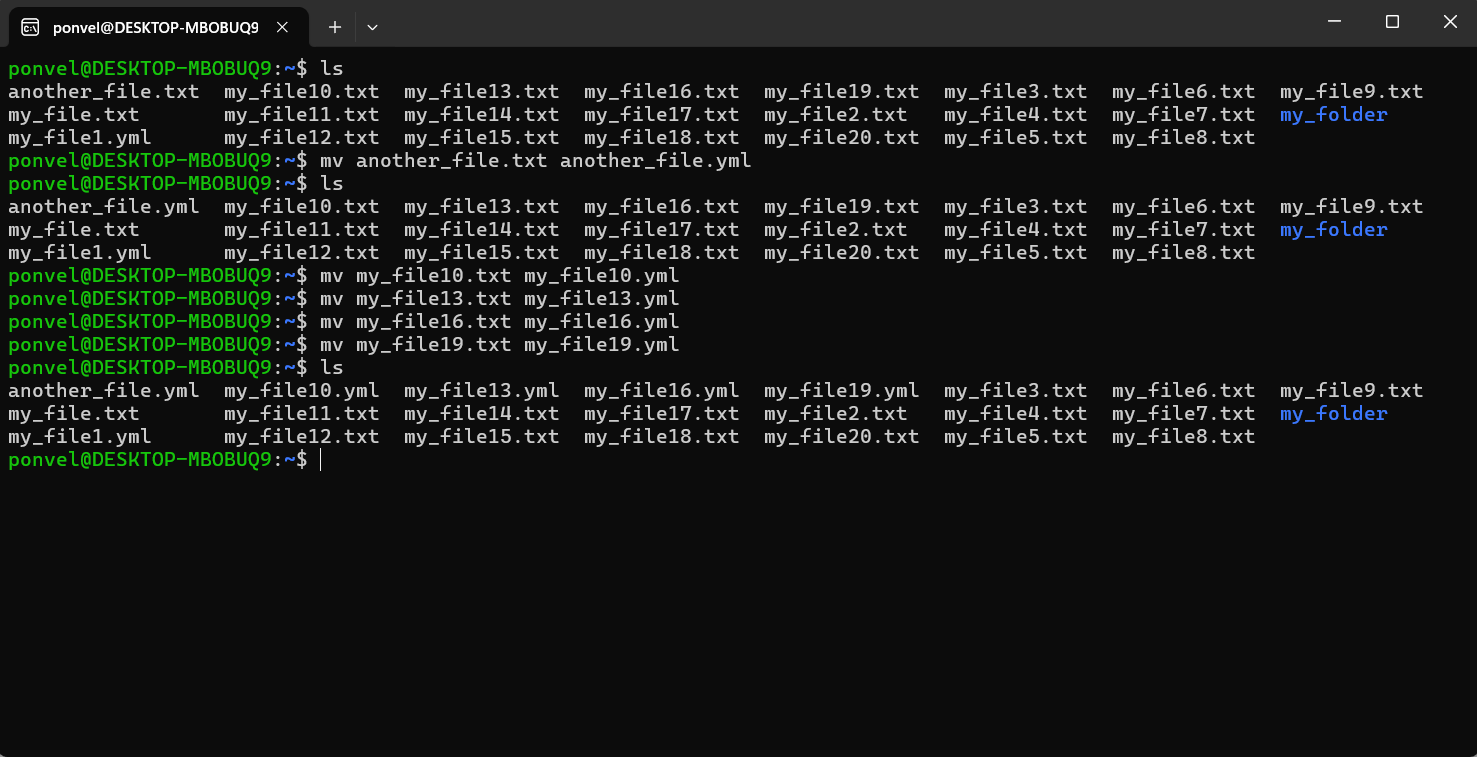 ponvel@DESKTOP-MBOBUQ9
ponvel@DESKTOP-MBOBUQ9:~$ ls
another_file.txt  my_file10.txt  my_file13.txt  my_file16.txt  my_file19.txt  my_file3.txt  my_file6.txt  my_file9.txt
my_file.txt       my_file11.txt  my_file14.txt  my_file17.txt  my_file2.txt   my_file4.txt  my_file7.txt  my_folder
my_file1.yml      my_file12.txt  my_file15.txt  my_file18.txt  my_file20.txt  my_file5.txt  my_file8.txt
ponvel@DESKTOP-MBOBUQ9:~$ mv another_file.txt another_file.yml
ponvel@DESKTOP-MBOBUQ9:~$ ls
another_file.yml  my_file10.txt  my_file13.txt  my_file16.txt  my_file19.txt  my_file3.txt  my_file6.txt  my_file9.txt
my_file.txt       my_file11.txt  my_file14.txt  my_file17.txt  my_file2.txt   my_file4.txt  my_file7.txt  my_folder
my_file1.yml      my_file12.txt  my_file15.txt  my_file18.txt  my_file20.txt  my_file5.txt  my_file8.txt
ponvel@DESKTOP-MBOBUQ9:~$ mv my_file10.txt my_file10.yml
ponvel@DESKTOP-MBOBUQ9:~$ mv my_file13.txt my_file13.yml
ponvel@DESKTOP-MBOBUQ9:~$ mv my_file16.txt my_file16.yml
ponvel@DESKTOP-MBOBUQ9:~$ mv my_file19.txt my_file19.yml
ponvel@DESKTOP-MBOBUQ9:~$ ls
another_file.yml  my_file10.yml  my_file13.yml  my_file16.yml  my_file19.yml  my_file3.txt  my_file6.txt  my_file9.txt
my_file.txt       my_file11.txt  my_file14.txt  my_file17.txt  my_file2.txt   my_file4.txt  my_file7.txt  my_folder
my_file1.yml      my_file12.txt  my_file15.txt  my_file18.txt  my_file20.txt  my_file5.txt  my_file8.txt
ponvel@DESKTOP-MBOBUQ9:~$